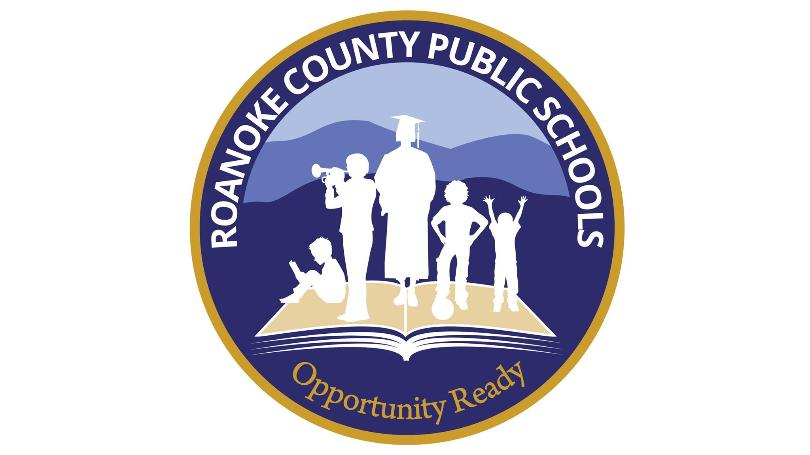 ROANOKE COUNTY PUBLIC SCHOOLS
Opportunity Ready